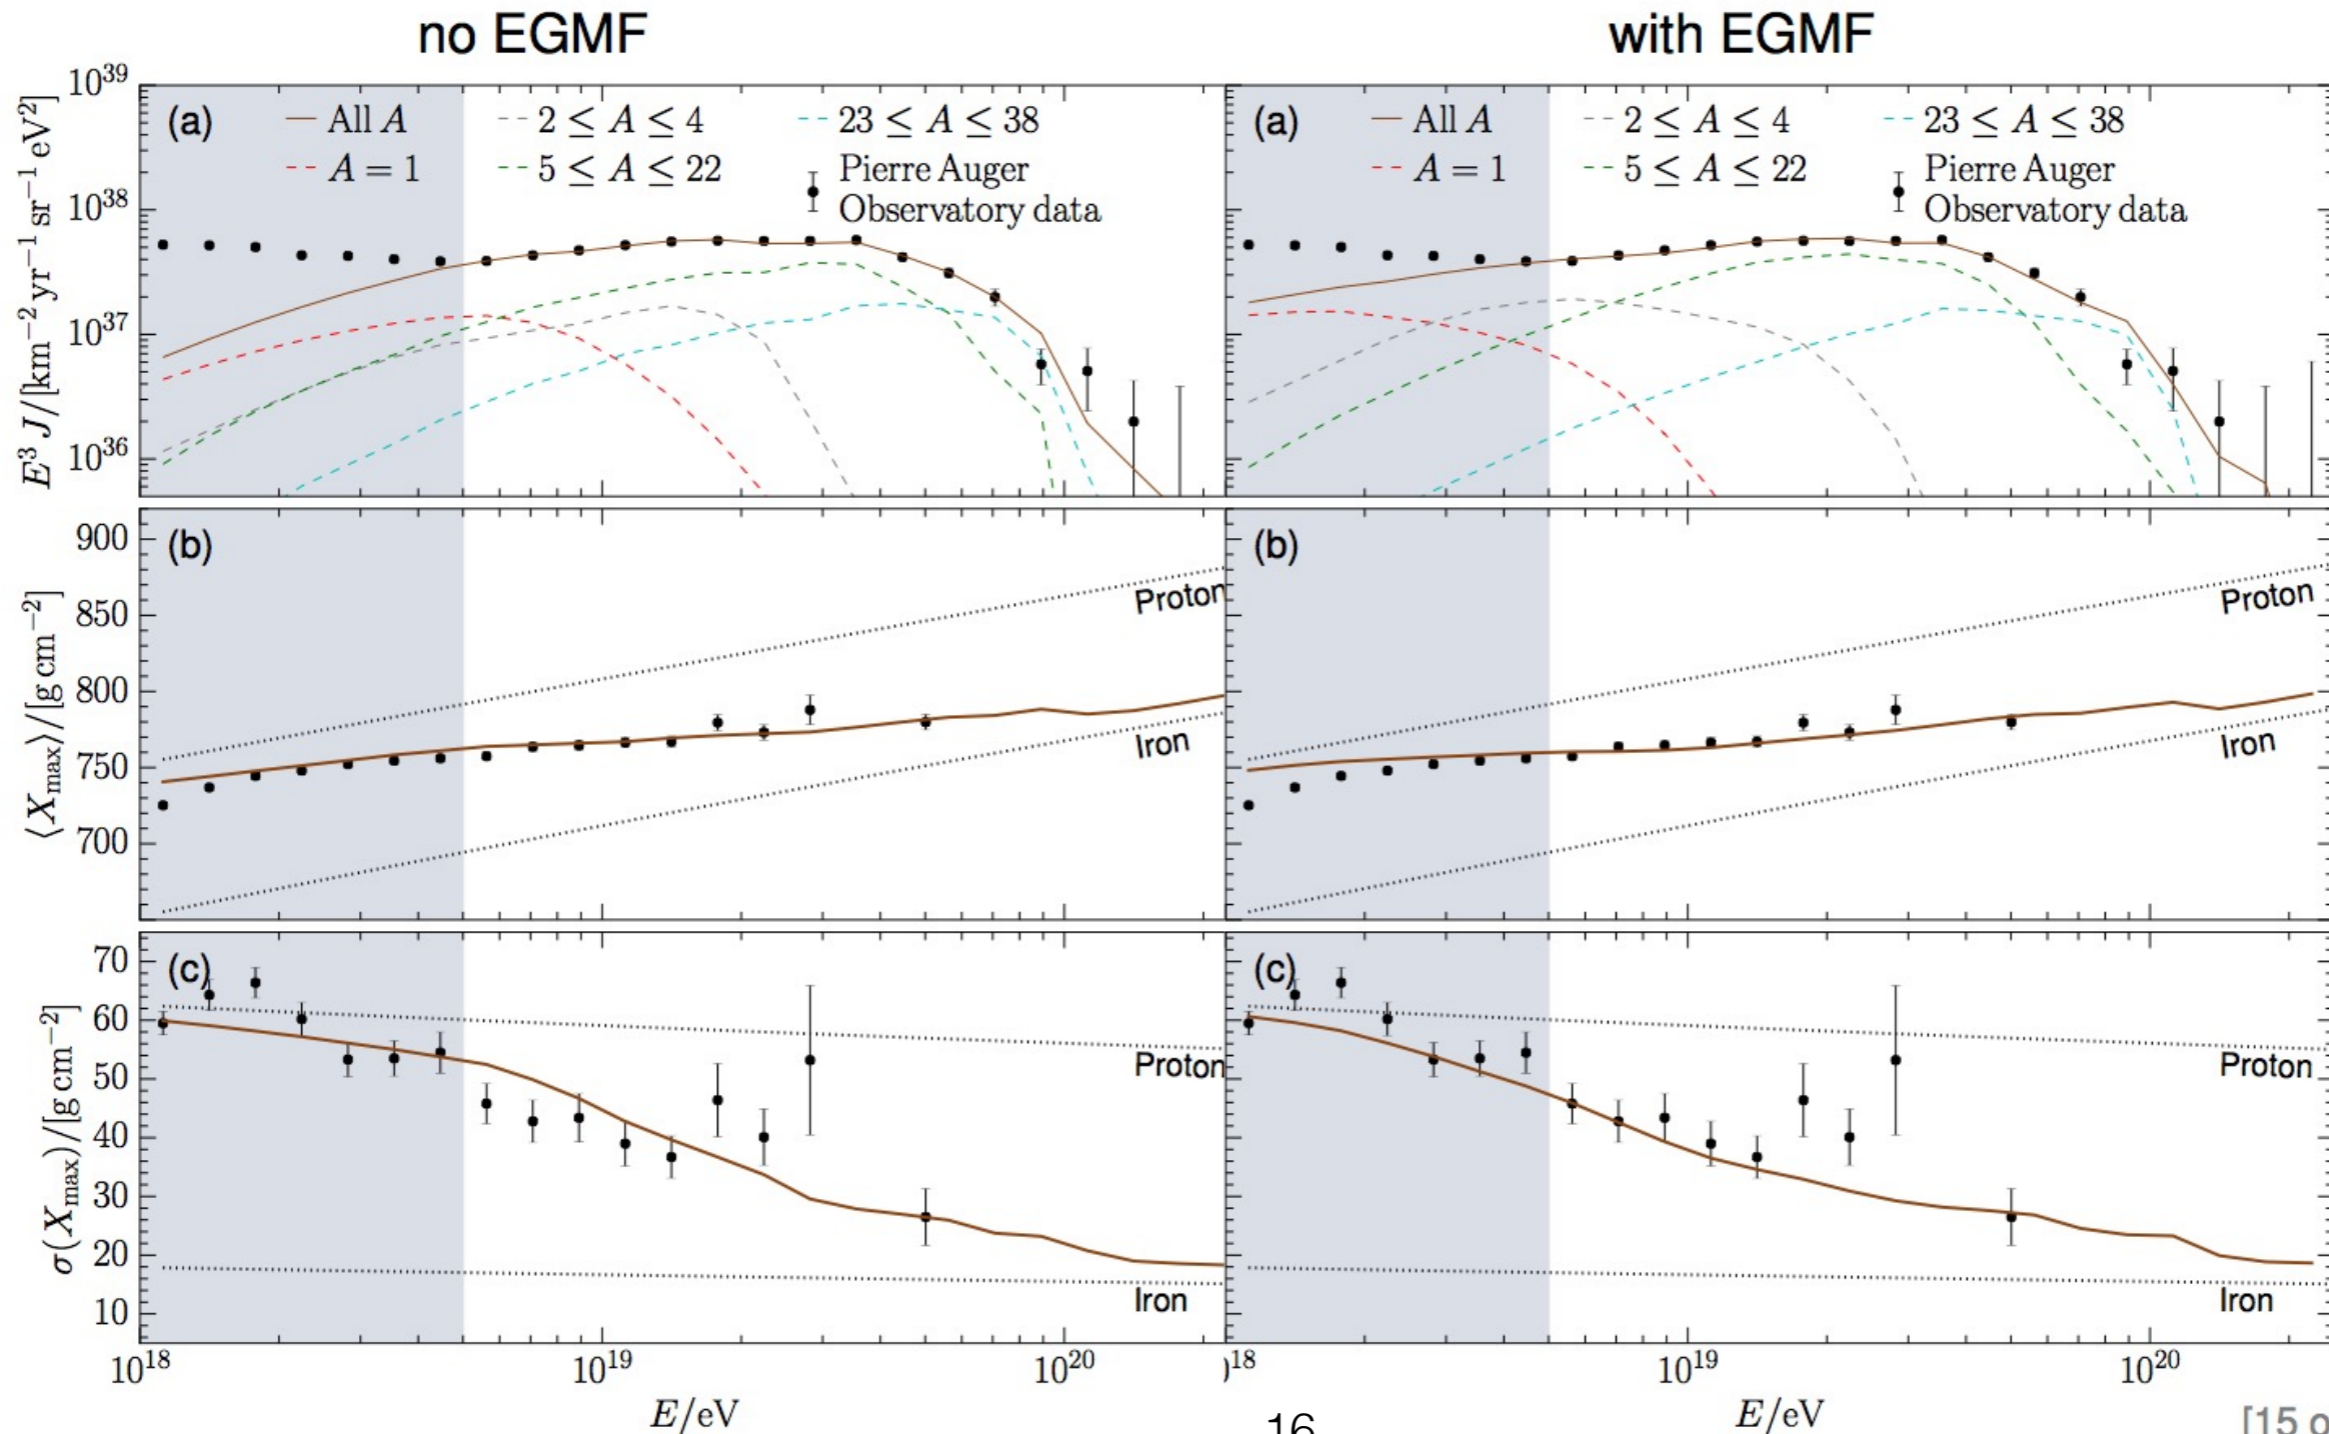 no EGMF
with EGMF
10^39
10^38
10^37
10^36
E^3 J/[km^−2 yr^−1 sr^−1 eV^2]
(a)
All A
A = 1
2 ≤ A ≤ 4
5 ≤ A ≤ 22
23 ≤ A ≤ 38
Pierre Auger
Observatory data
(a)
All A
A = 1
2 ≤ A ≤ 4
5 ≤ A ≤ 22
23 ≤ A ≤ 38
Pierre Auger
Observatory data
900
850
800
750
700
⟨X_max⟩/[g cm^−2]
(b)
Proton
Iron
(b)
Proton
Iron
70
60
50
40
30
20
10
σ(X_max)/[g cm^−2]
(c)
Proton
Iron
(c)
Proton
Iron
10^18
10^19
10^20
)^18
10^19
10^20
E/eV
E/eV
16
[15 o